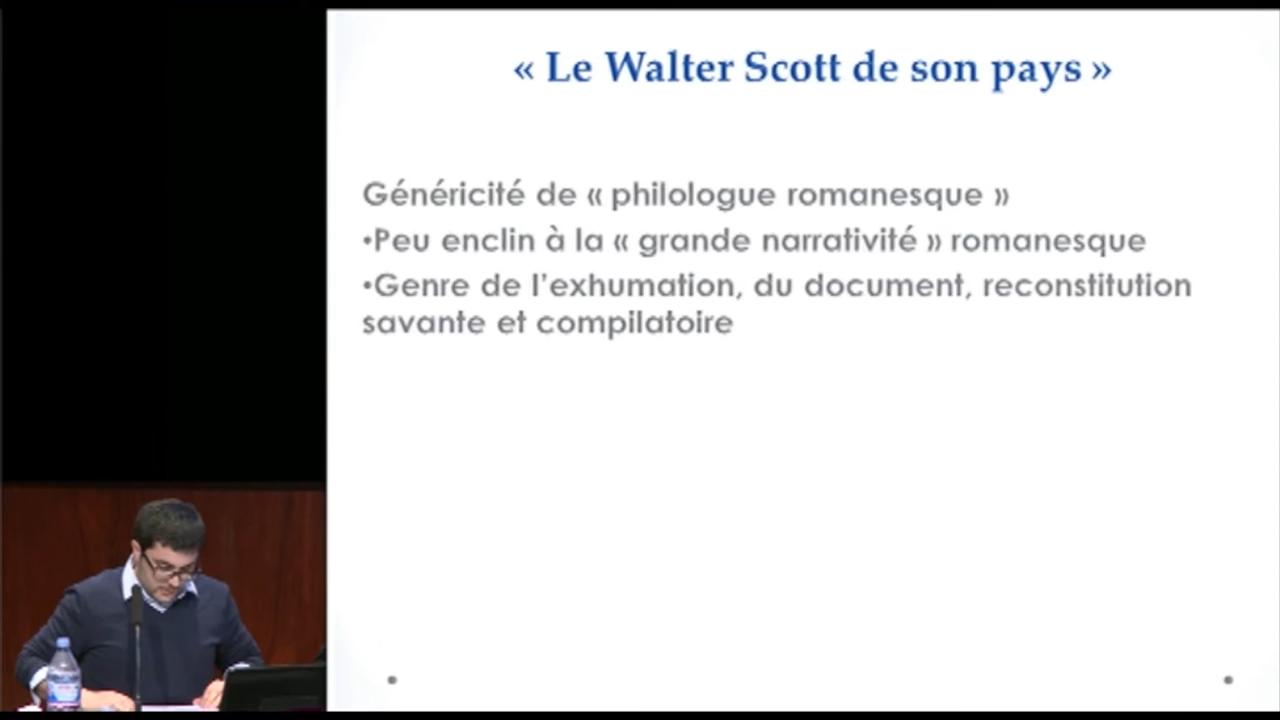 « Le Walter Scott de son pays »
Généricité de « philologue romanesque »
•Peu enclin à la « grande narrativité » romanesque
•Genre de l'exhumation, du document, reconstitution
savante et compilatoire